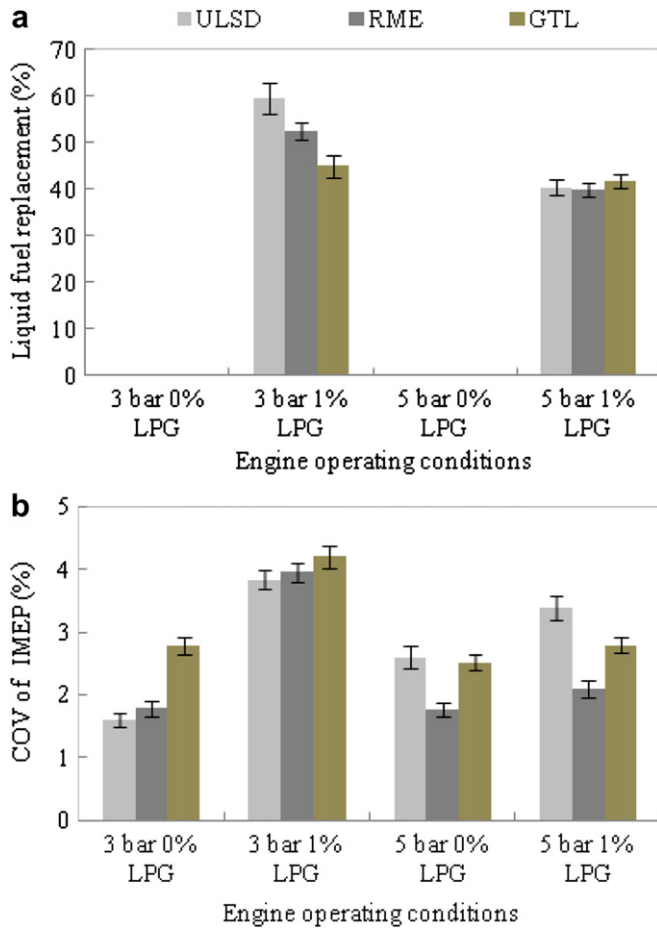 a
ULSD RME GTL
Liquid fuel replacement (%)
70
60
50
40
30
20
10
0
3 bar 0% 3 bar 1% 5 bar 0% 5 bar 1%
LPG LPG LPG LPG
Engine operating conditions
b
COV of IMEP (%)
5
4
3
2
1
0
3 bar 0% 3 bar 1% 5 bar 0% 5 bar 1%
LPG LPG LPG LPG
Engine operating conditions